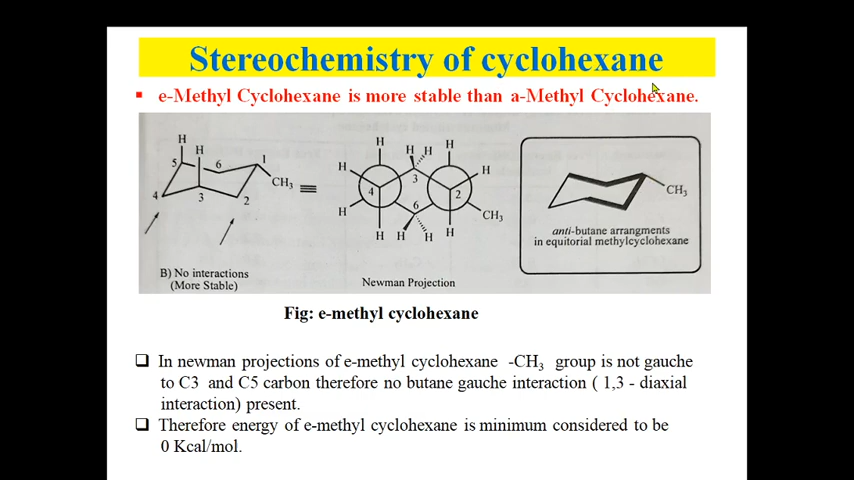 Stereochemistry of cyclohexane
▪ e-Methyl Cyclohexane is more stable than a-Methyl Cyclohexane.
H
H
5
6
1
CH3
4
3
2
B) No interactions
(More Stable)
H
H H
H
H
H
3
4
2
6
H
CH3
H
H
H
H
Newman Projection
CH3
anti-butane arrangments
in equitorial methylcyclohexane
Fig: e-methyl cyclohexane
❑ In newman projections of e-methyl cyclohexane -CH3 group is not gauche
to C3 and C5 carbon therefore no butane gauche interaction ( 1,3 - diaxial
interaction) present.
❑ Therefore energy of e-methyl cyclohexane is minimum considered to be
0 Kcal/mol.